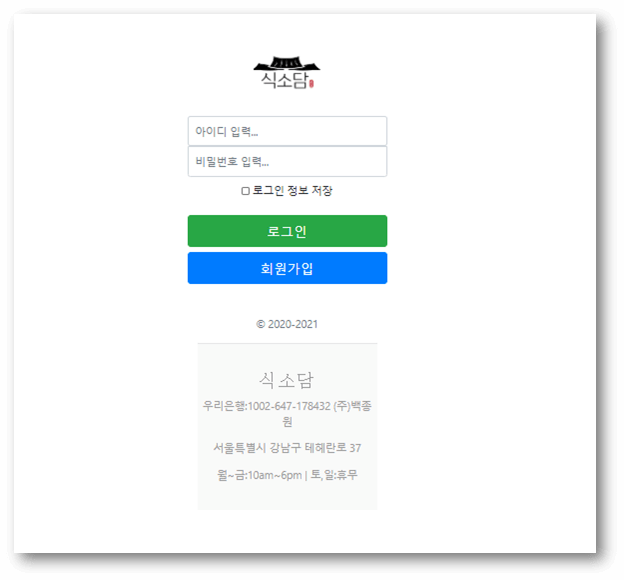 식소담
아이디 입력...
비밀번호 입력...
로그인 정보 저장
로그인
회원가입
© 2020-2021
식소담
우리은행:1002-647-178432 (주)백종
원
서울특별시 강남구 테헤란로 37
월~금:10am~6pm | 토,일:휴무